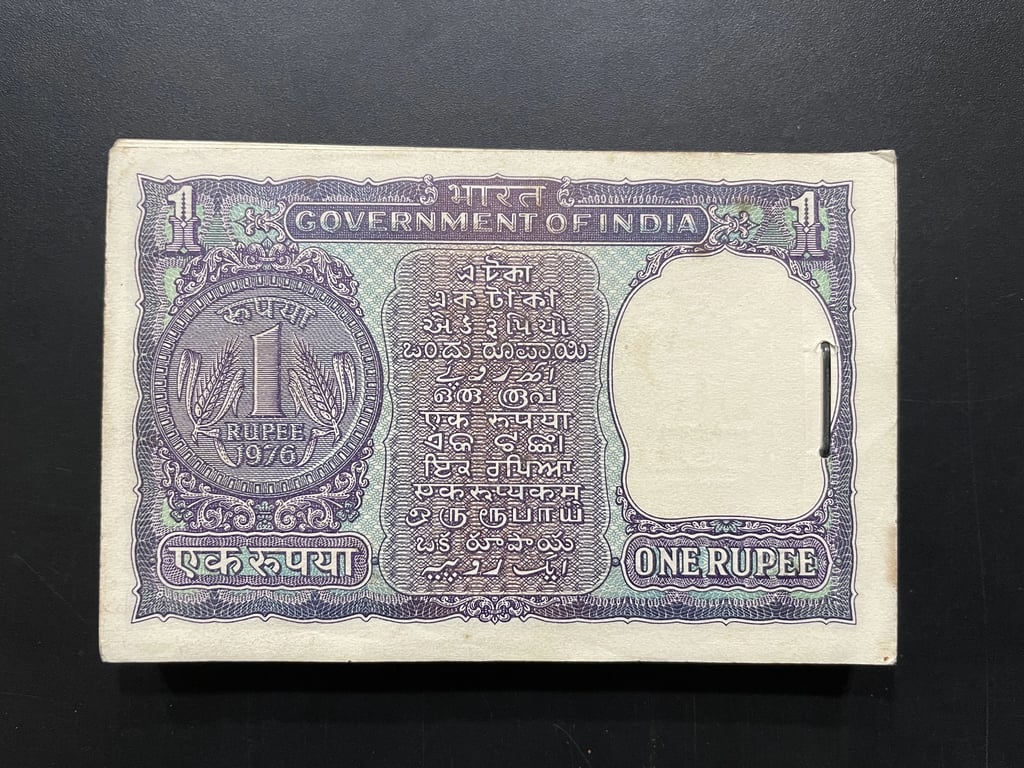 1 भारत 1
GOVERNMENT OF INDIA
रूपया
1
RUPEE
1976
এ টকা
এক টাকা
એક રૂપિયો
ಒಂದು ರೂಪಾಯಿ
ഒരു രൂപ
एक रुपया
ଏକ ଟଙ୍କା
ਇਕ ਰੁਪਿਆ
एकरूप्यकम्
ஒரு ரூபாய்
ఒక రూపాయి
ایک روپیہ
एक रूपया
ONE RUPEE